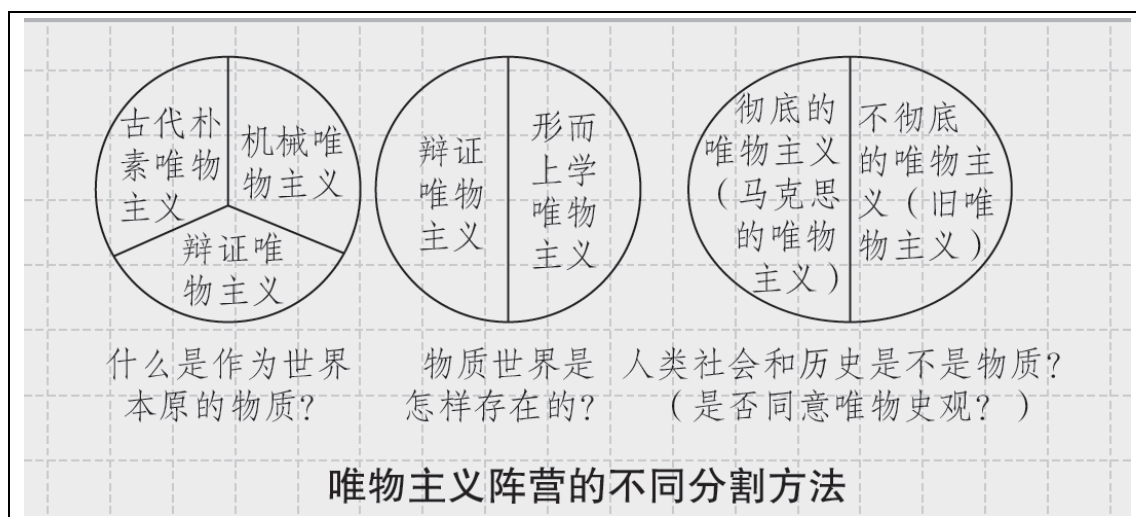 古代朴
素唯物
主义
机械唯
物主义
辩证唯
物主义
辩证
唯物
主义
形而
上学
唯物
主义
彻底的
唯物主义
（马克思
的唯物
主义）
不彻底
的唯物主
义（旧唯
物主义）
什么是作为世界
本原的物质？
物质世界是
怎样存在的？
人类社会和历史是不是物质？
（是否同意唯物史观？）
唯物主义阵营的不同分割方法